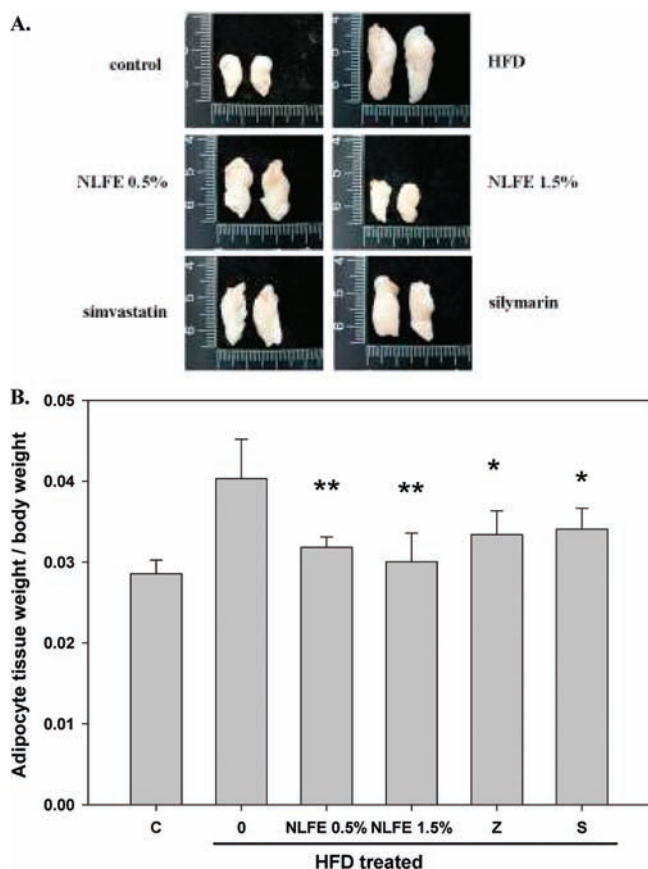 A.
control
HFD
NLFE 0.5%
NLFE 1.5%
simvastatin
silymarin
B.
0.05
0.04
0.03
0.02
0.01
0.00
Adipocyte tissue weight / body weight
** ** * *
C 0 NLFE 0.5% NLFE 1.5% Z S
HFD treated